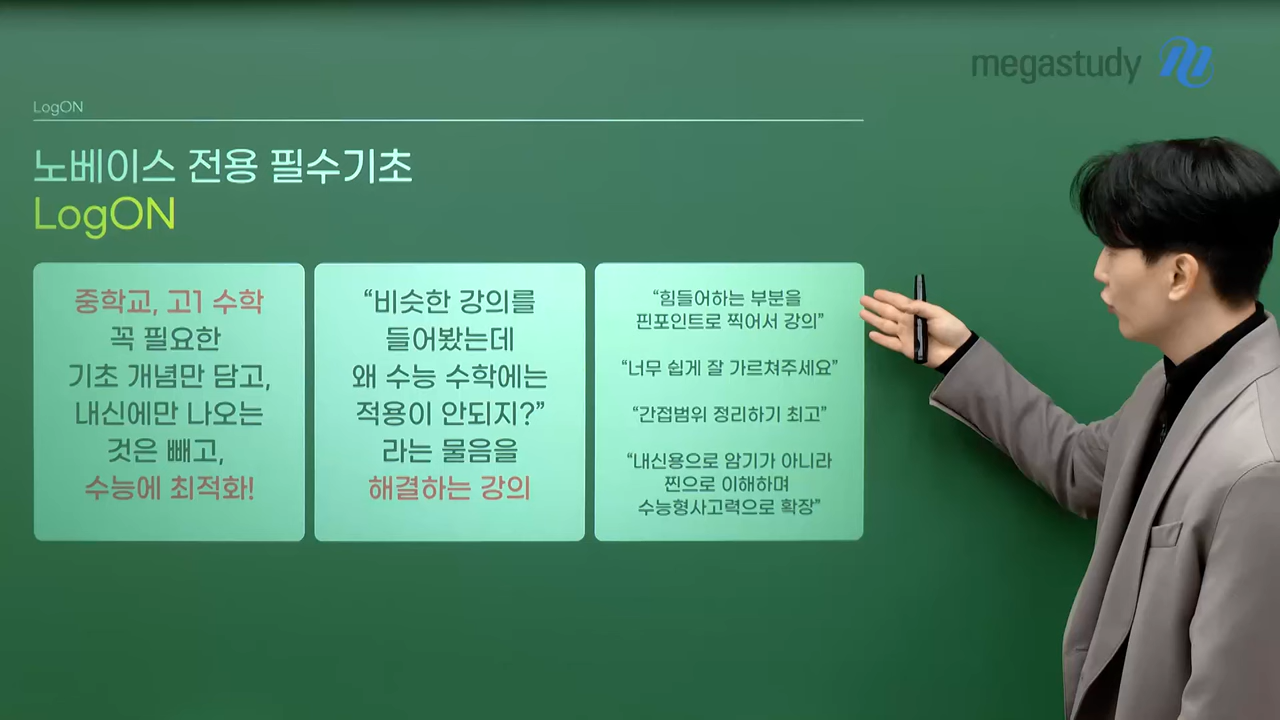 megastudy
LogON
노베이스 전용 필수기초
LogON
중학교, 고1 수학
꼭 필요한
기초 개념만 담고,
내신에만 나오는
것은 빼고,
수능에 최적화!
“비슷한 강의를
들어봤는데
왜 수능 수학에는
적용이 안되지?”
라는 물음을
해결하는 강의
“힘들어하는 부분을
핀포인트로 찍어서 강의”
“너무 쉽게 잘 가르쳐주세요”
“간접범위 정리하기 최고”
“내신용으로 암기가 아니라
찐으로 이해하며
수능형사고력으로 확장”